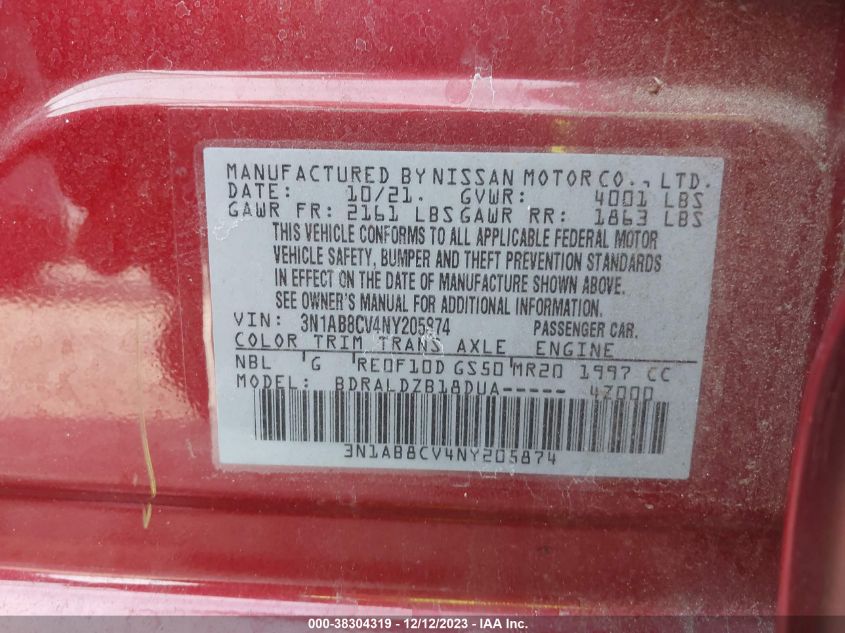 MANUFACTURED BY NISSAN MOTOR CO., LTD.
DATE: 10/21. GVWR: 4001 LBS
GAWR FR: 2161 LBS GAWR RR: 1863 LBS
THIS VEHICLE CONFORMS TO ALL APPLICABLE FEDERAL MOTOR
VEHICLE SAFETY, BUMPER AND THEFT PREVENTION STANDARDS
IN EFFECT ON THE DATE OF MANUFACTURE SHOWN ABOVE.
SEE OWNER'S MANUAL FOR ADDITIONAL INFORMATION.
VIN: 3N1AB8CV4NY205874 PASSENGER CAR.
COLOR TRIM TRANS AXLE ENGINE
NBL G RE0F10D GS50 MR20 1997 CC
MODEL: BDRALDZB18DUA----- 4Z000
3N1AB8CV4NY205874
000-38304319 - 12/12/2023 - IAAI.com